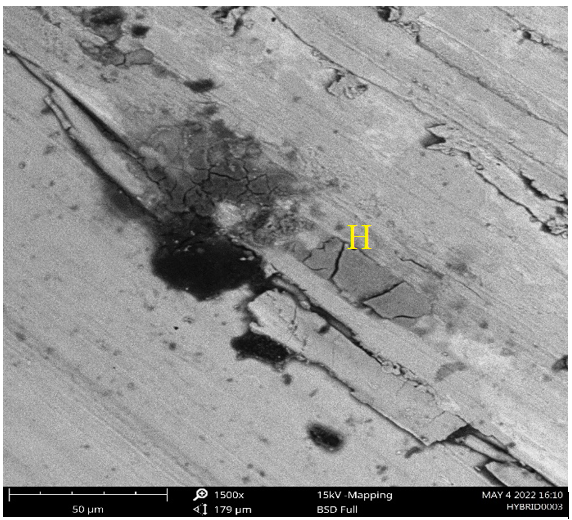 H
1500x 15kV -Mapping MAY 4 2022 16:10
50 µm 179 µm BSD Full HYBRID0003